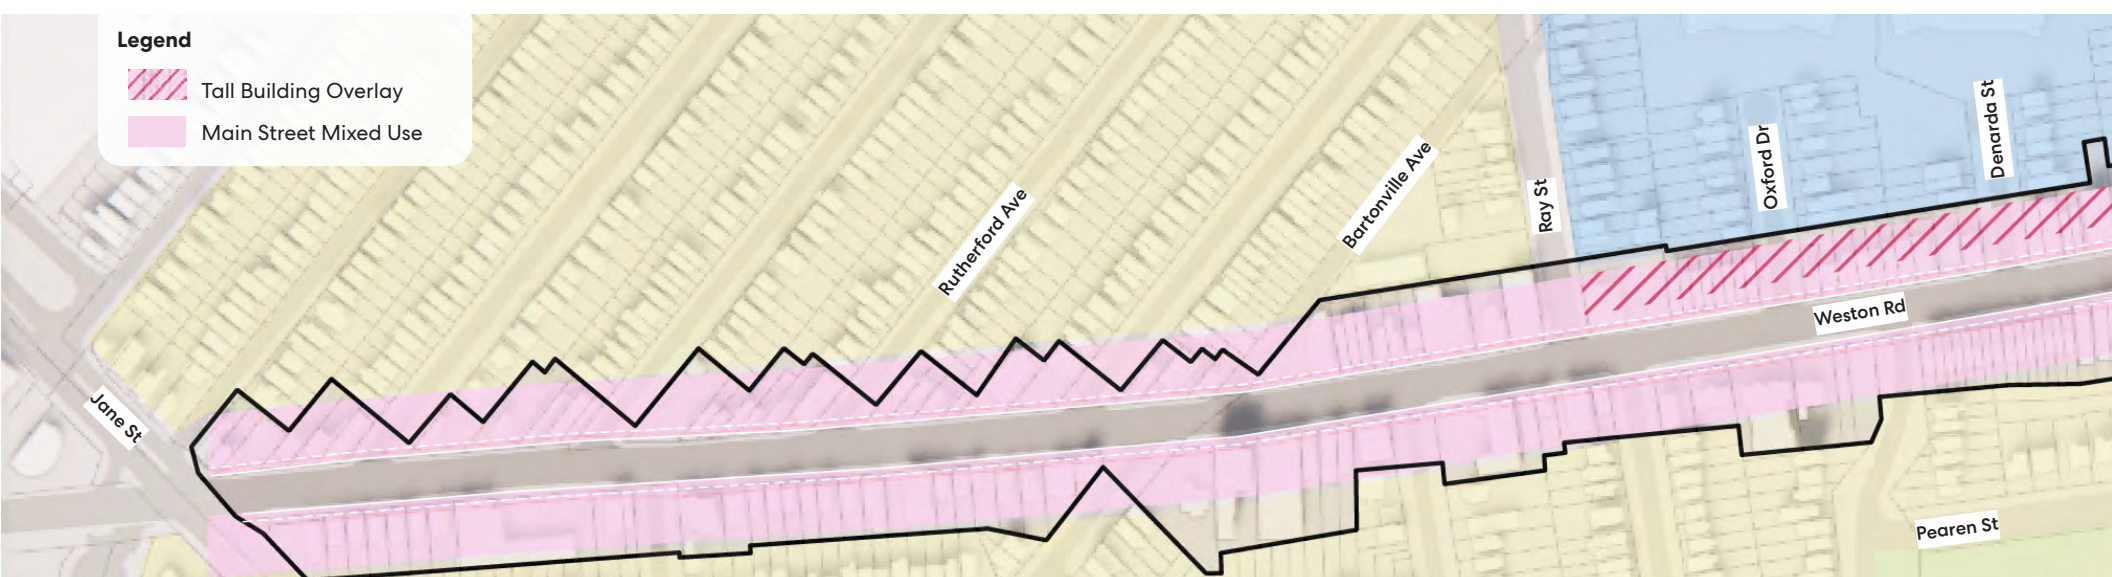 Legend
Tall Building Overlay
Main Street Mixed Use
Jane St
Rutherford Ave
Bartonville Ave
Ray St
Oxford Dr
Denarda St
Weston Rd
Pearen St